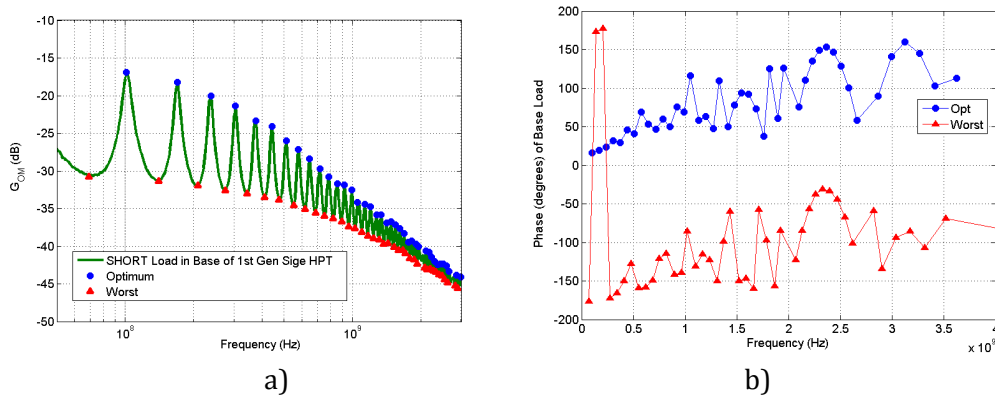 -10
-15
-20
-25
-30
-35
-40
-45
-50
G_OM (dB)
SHORT Load in Base of 1st Gen Sige HPT
Optimum
Worst
10^8
10^9
Frequency (Hz)
a)
200
150
100
50
0
-50
-100
-150
-200
Phase (degrees) of Base Load
Opt
Worst
0
0.5
1
1.5
2
2.5
3
3.5
4
x 10^9
Frequency (Hz)
b)